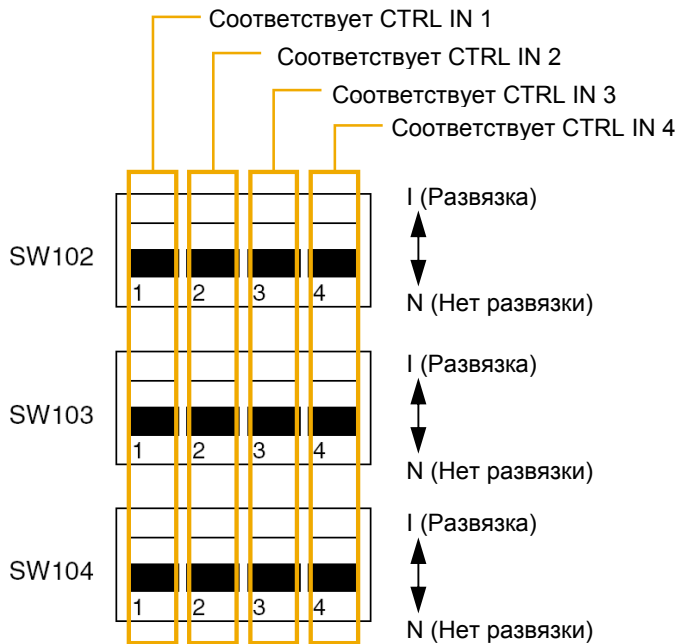 Соответствует CTRL IN 1
Соответствует CTRL IN 2
Соответствует CTRL IN 3
Соответствует CTRL IN 4
I (Развязка)
SW102
1 2 3 4
N (Нет развязки)
I (Развязка)
SW103
1 2 3 4
N (Нет развязки)
I (Развязка)
SW104
1 2 3 4
N (Нет развязки)